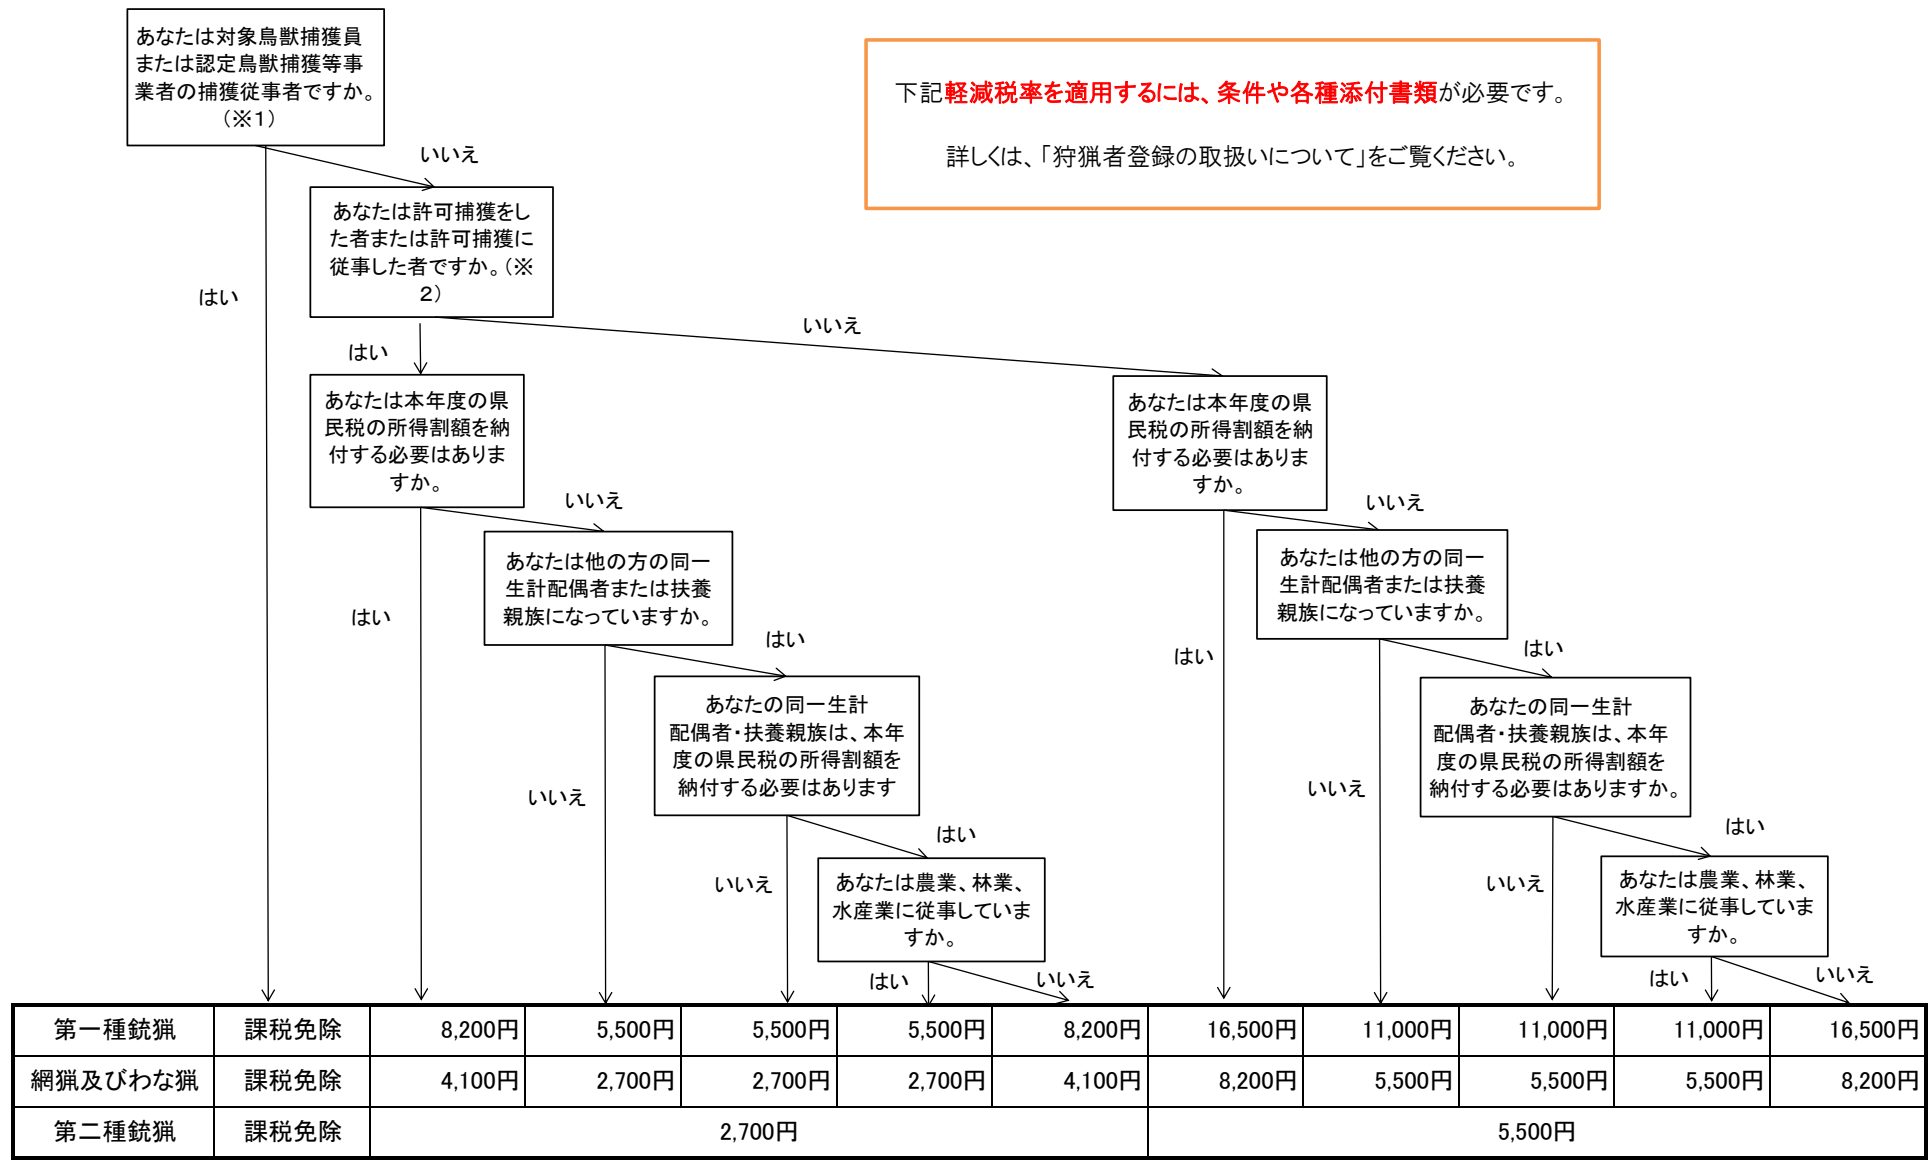 あなたは対象鳥獣捕獲員
または認定鳥獣捕獲等事
業者の捕獲従事者ですか。
(※1)
下記軽減税率を適用するには、条件や各種添付書類が必要です。
詳しくは、「狩猟者登録の取扱いについて」をご覧ください。
いいえ
あなたは許可捕獲をし
た者または許可捕獲に
従事した者ですか。(※
2)
はい
いいえ
はい
あなたは本年度の県
民税の所得割額を納
付する必要はありま
すか。
あなたは本年度の県
民税の所得割額を納
付する必要はありま
すか。
いいえ
いいえ
あなたは他の方の同一
生計配偶者または扶養
親族になっていますか。
あなたは他の方の同一
生計配偶者または扶養
親族になっていますか。
はい
はい
はい
はい
あなたの同一生計
配偶者・扶養親族は、本年
度の県民税の所得割額を
納付する必要はあります
あなたの同一生計
配偶者・扶養親族は、本年
度の県民税の所得割額を
納付する必要はありますか。
いいえ
いいえ
はい
はい
いいえ
いいえ
あなたは農業、林業、
水産業に従事していま
すか。
あなたは農業、林業、
水産業に従事していま
すか。
はい
いいえ
はい
いいえ
第一種銃猟 課税免除 8,200円 5,500円 5,500円 5,500円 8,200円 16,500円 11,000円 11,000円 11,000円 16,500円
網猟及びわな猟 課税免除 4,100円 2,700円 2,700円 2,700円 4,100円 8,200円 5,500円 5,500円 5,500円 8,200円
第二種銃猟 課税免除 2,700円 5,500円